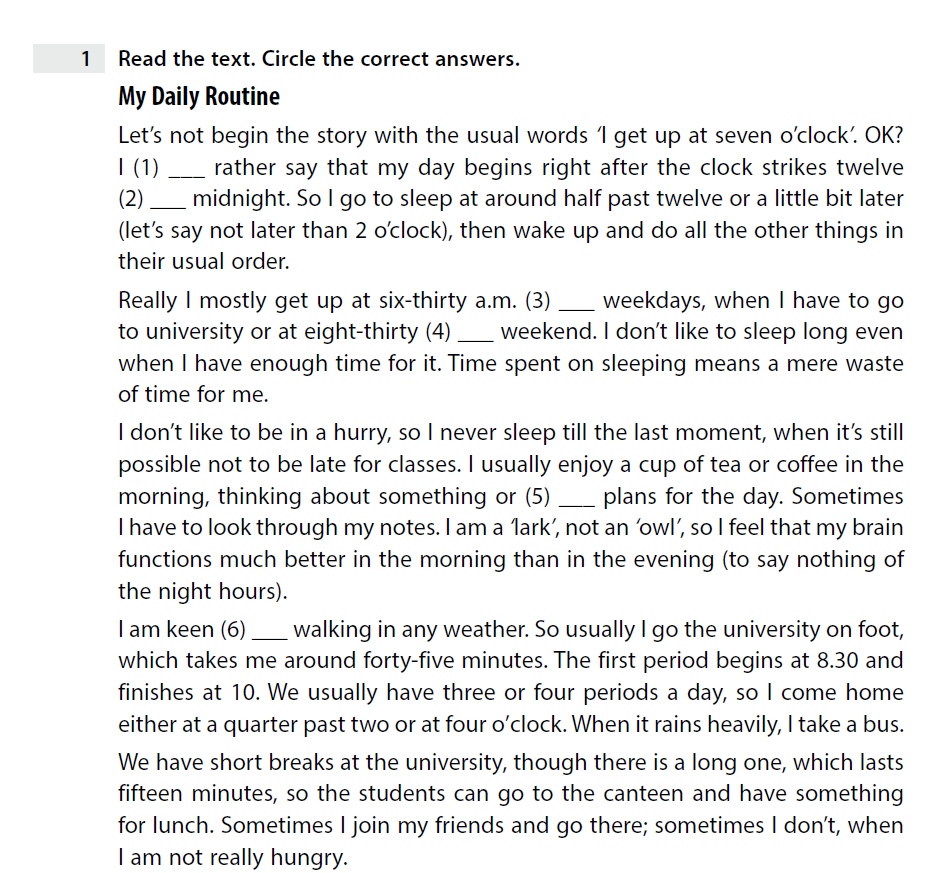 1 Read the text. Circle the correct answers.
My Daily Routine
Let's not begin the story with the usual words 'I get up at seven o'clock'. OK?
I (1) ___ rather say that my day begins right after the clock strikes twelve
(2) ___ midnight. So I go to sleep at around half past twelve or a little bit later
(let's say not later than 2 o'clock), then wake up and do all the other things in
their usual order.
Really I mostly get up at six-thirty a.m. (3) ___ weekdays, when I have to go
to university or at eight-thirty (4) ___ weekend. I don't like to sleep long even
when I have enough time for it. Time spent on sleeping means a mere waste
of time for me.
I don't like to be in a hurry, so I never sleep till the last moment, when it's still
possible not to be late for classes. I usually enjoy a cup of tea or coffee in the
morning, thinking about something or (5) ___ plans for the day. Sometimes
I have to look through my notes. I am a 'lark', not an 'owl', so I feel that my brain
functions much better in the morning than in the evening (to say nothing of
the night hours).
I am keen (6) ___ walking in any weather. So usually I go the university on foot,
which takes me around forty-five minutes. The first period begins at 8.30 and
finishes at 10. We usually have three or four periods a day, so I come home
either at a quarter past two or at four o'clock. When it rains heavily, I take a bus.
We have short breaks at the university, though there is a long one, which lasts
fifteen minutes, so the students can go to the canteen and have something
for lunch. Sometimes I join my friends and go there; sometimes I don't, when
I am not really hungry.